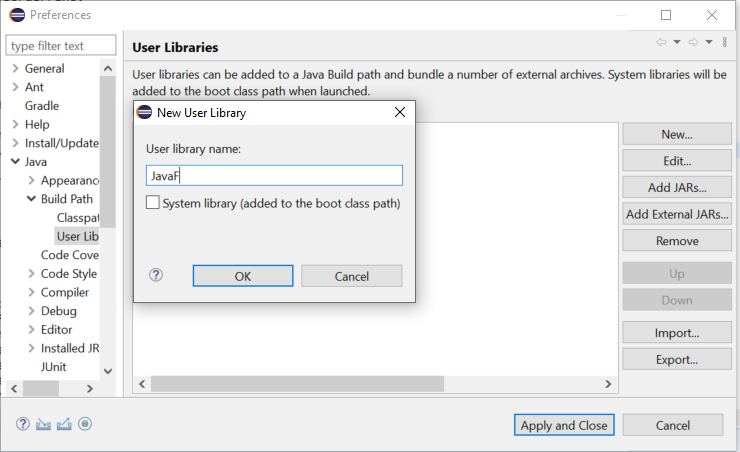 Preferences
type filter text
General
Ant
Gradle
Help
Install/Update
Java
Appearanc
Build Path
Classpat
User Lib
Code Cove
Code Style
Compiler
Debug
Editor
Installed JR
JUnit
User Libraries
User libraries can be added to a Java Build path and bundle a number of external archives. System libraries will be
added to the boot class path when launched.
New User Library
User library name:
JavaF
System library (added to the boot class path)
OK
Cancel
New...
Edit...
Add JARs...
Add External JARs...
Remove
Up
Down
Import...
Export...
Apply and Close
Cancel